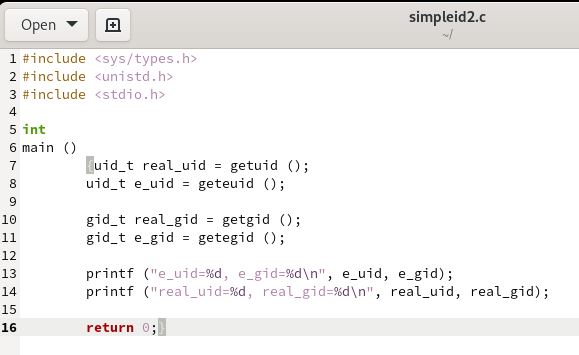 Open
simpleid2.c
~/
1 #include <sys/types.h>
2 #include <unistd.h>
3 #include <stdio.h>
4
5 int
6 main ()
7 {uid_t real_uid = getuid ();
8 uid_t e_uid = geteuid ();
9
10 gid_t real_gid = getgid ();
11 gid_t e_gid = getegid ();
12
13 printf ("e_uid=%d, e_gid=%d\n", e_uid, e_gid);
14 printf ("real_uid=%d, real_gid=%d\n", real_uid, real_gid);
15
16 return 0;}